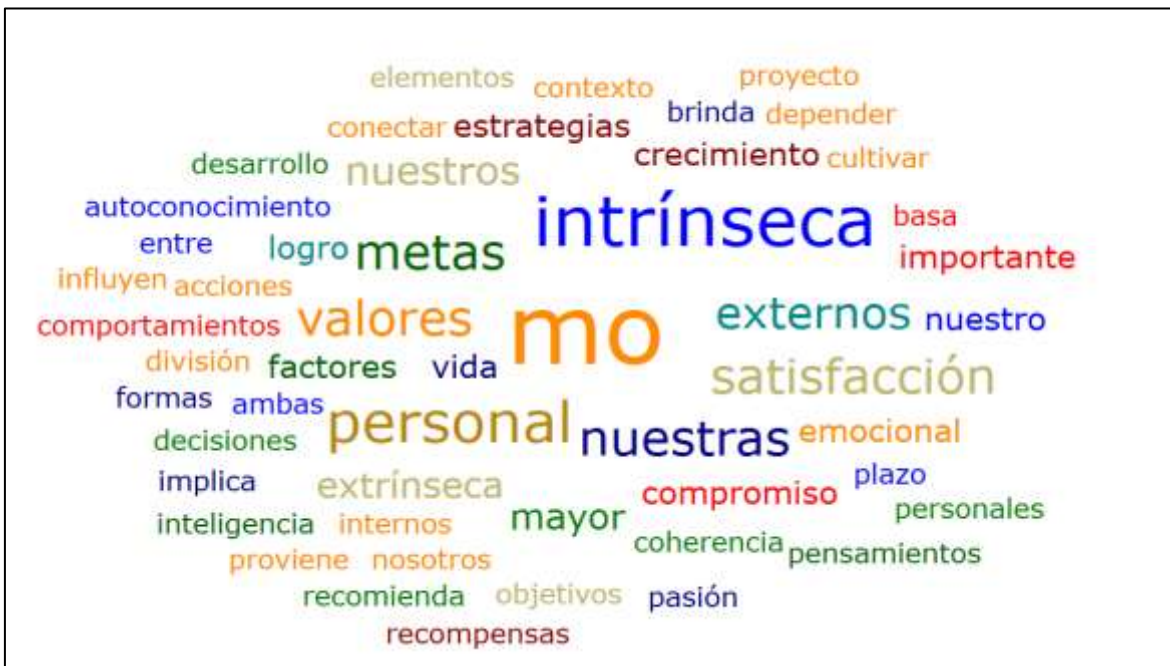 elementos contexto proyecto
conectar estrategias brinda depender
desarrollo nuestros crecimiento cultivar
autoconocimiento intrínseca basa
entre logro metas importante
influyen acciones
comportamientos valores mo externos nuestro
división factores vida satisfacción
formas ambas personal nuestras emocional
decisiones
implica extrínseca compromiso plazo
inteligencia internos mayor personales
proviene nosotros coherencia pensamientos
recomienda objetivos pasión
recompensas